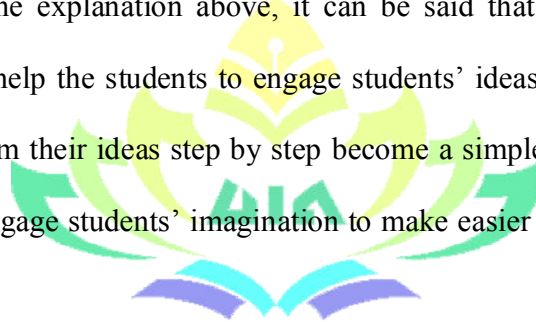 he explanation above, it can be said that
help the students to engage students' ideas
m their ideas step by step become a simple
gage students' imagination to make easier
UIN